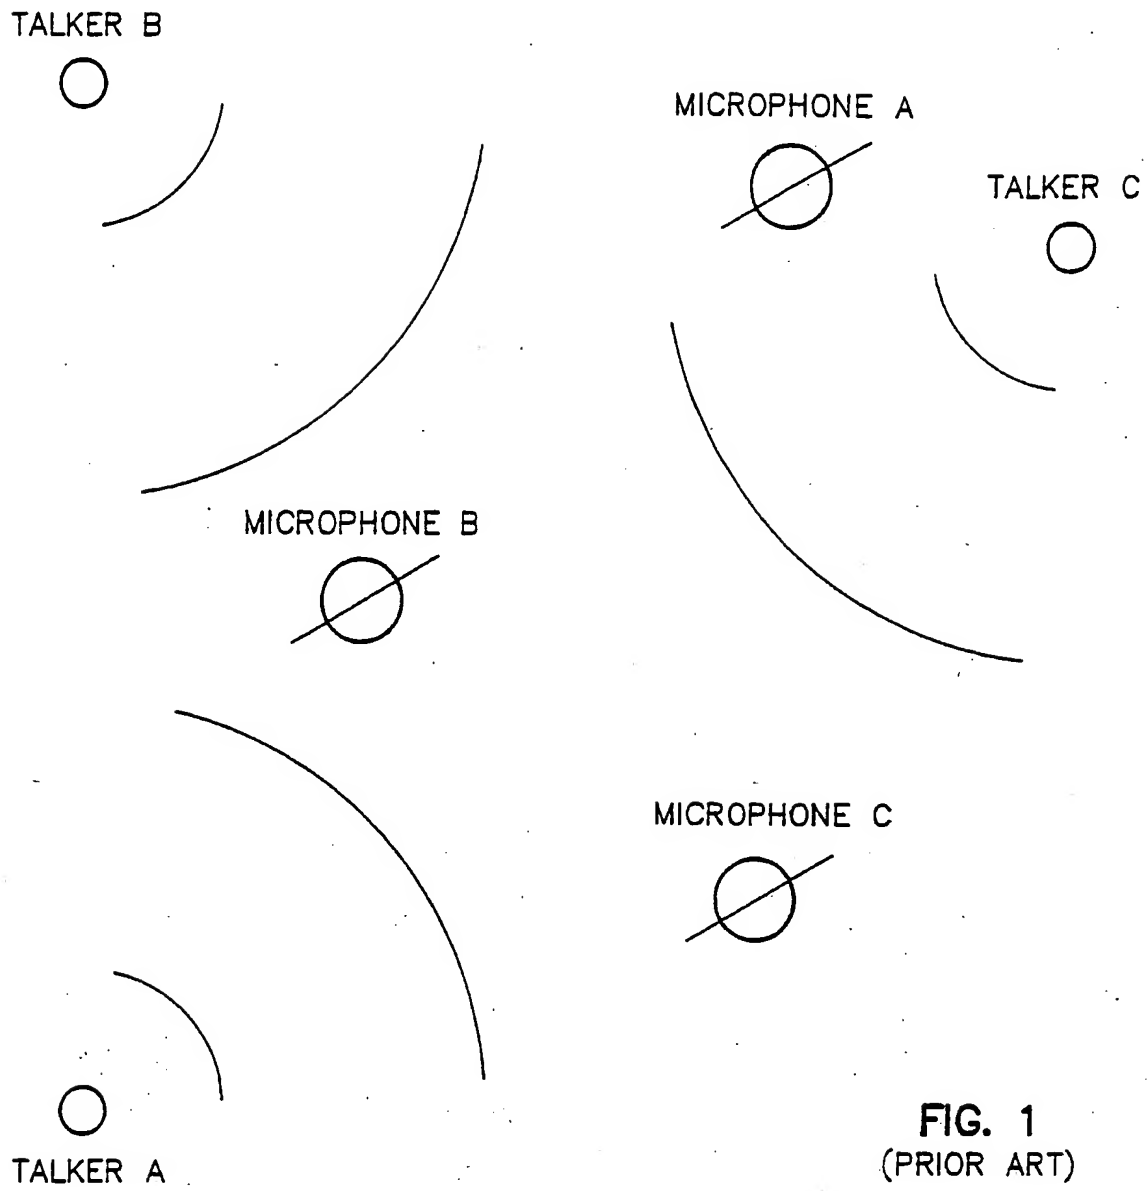 TALKER B
MICROPHONE A
TALKER C
MICROPHONE B
MICROPHONE C
FIG. 1
(PRIOR ART)
TALKER A